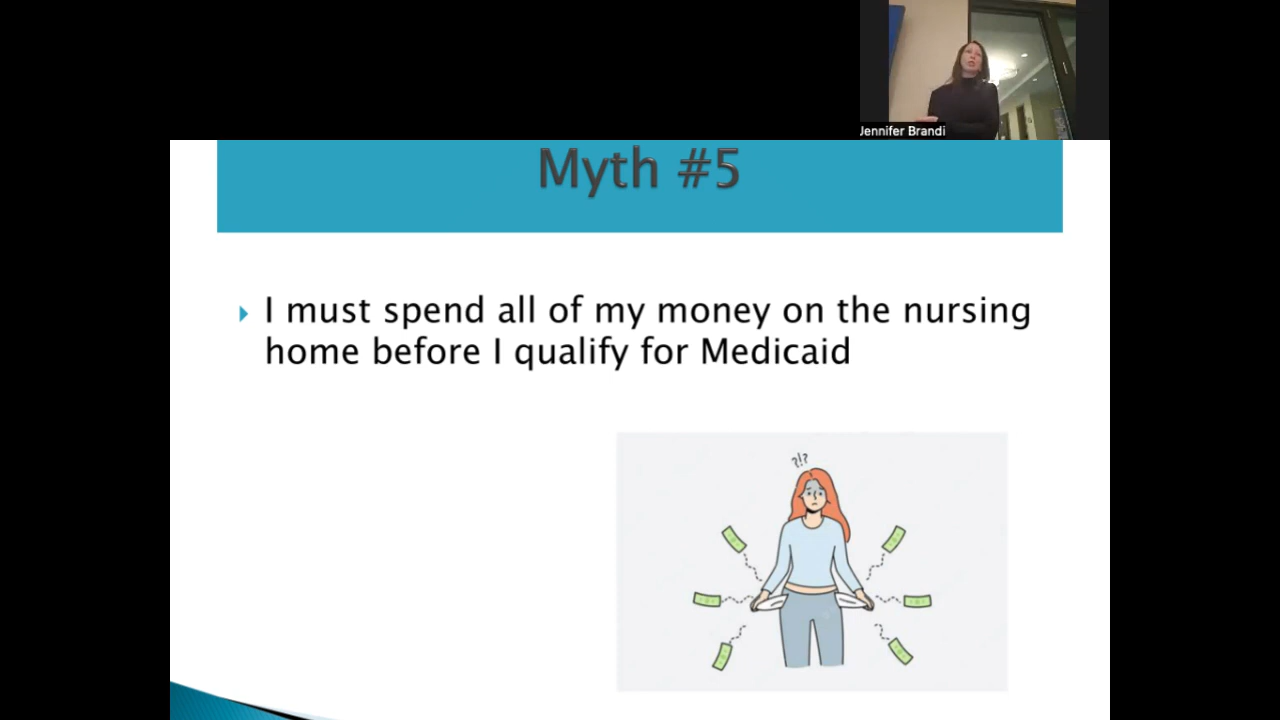 Jennifer Brandi
Myth #5
I must spend all of my money on the nursing
home before I qualify for Medicaid
?!?